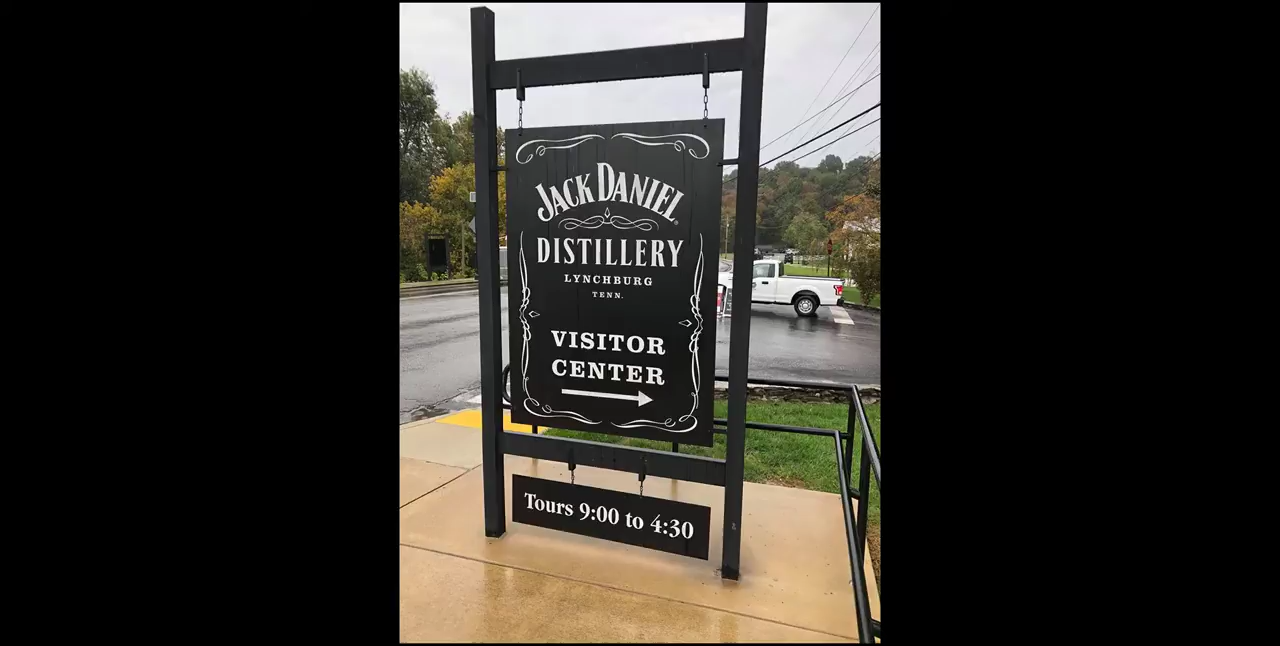 JACK DANIEL
DISTILLERY
LYNCHBURG
TENN.
VISITOR
CENTER
Tours 9:00 to 4:30